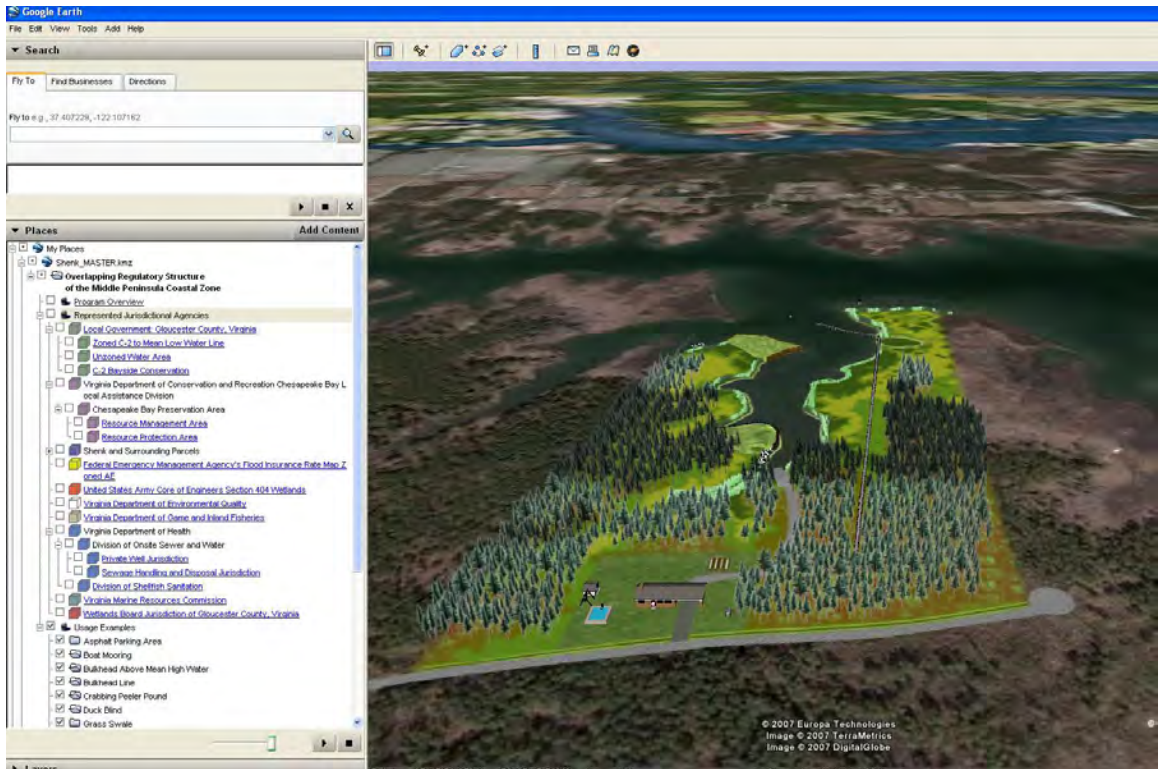 Google Earth
File Edit View Tools Add Help
Search
Fly To Find Businesses Directions
Fly to e.g., 37.407229, -122.107162
Places Add Content
My Places
Shenk_MASTER.kmz
Overlapping Regulatory Structure
of the Middle Peninsula Coastal Zone
Program Overview
Represented Jurisdictional Agencies
Local Government: Gloucester County, Virginia
Zoned C-2 to Mean Low Water Line
Unzoned Water Area
C-2 Bayside Conservation
Virginia Department of Conservation and Recreation Chesapeake Bay L
ocal Assistance Division
Chesapeake Bay Preservation Area
Resource Management Area
Resource Protection Area
Shenk and Surrounding Parcels
Federal Emergency Management Agency's Flood Insurance Rate Map Z
oned AE
United States Army Core of Engineers Section 404 Wetlands
Virginia Department of Environmental Quality
Virginia Department of Game and Inland Fisheries
Virginia Department of Health
Division of Onsite Sewer and Water
Private Well Jurisdiction
Sewage Handling and Disposal Jurisdiction
Division of Shellfish Sanitation
Virginia Marine Resources Commission
Wetlands Board Jurisdiction of Gloucester County, Virginia
Usage Examples
Asphalt Parking Area
Boat Mooring
Bulkhead Above Mean High Water
Bulkhead Line
Crabbing Peeler Pound
Duck Blind
Grass Swale
© 2007 Europa Technologies
Image © 2007 TerraMetrics
Image © 2007 DigitalGlobe